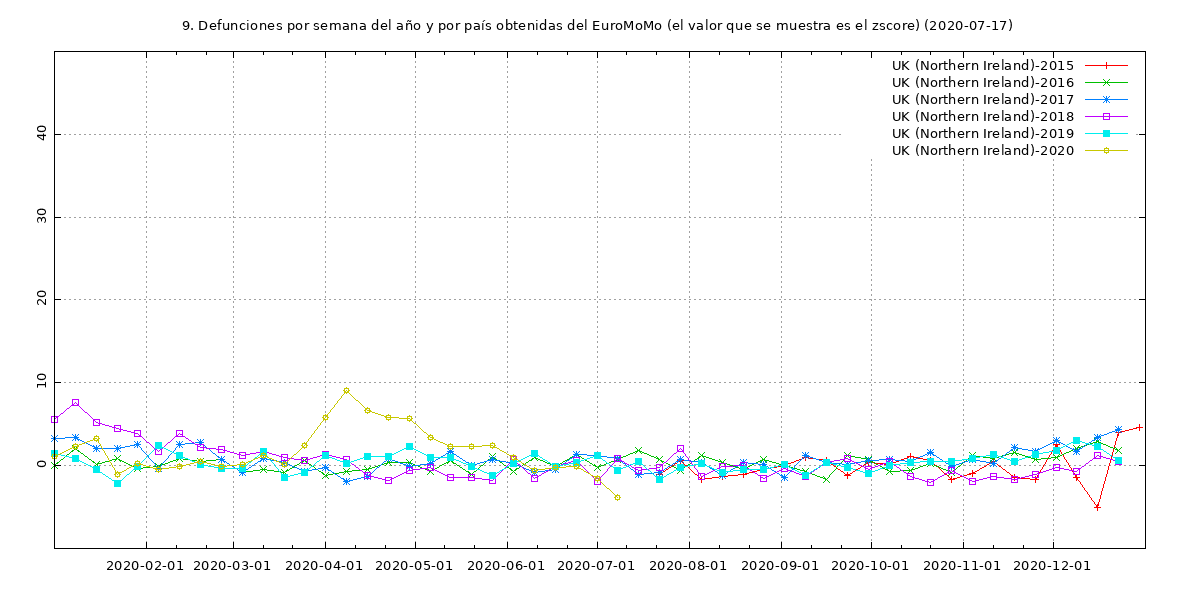 9. Defunciones por semana del año y por país obtenidas del EuroMoMo (el valor que se muestra es el zscore) (2020-07-17)
UK (Northern Ireland)-2015
UK (Northern Ireland)-2016
UK (Northern Ireland)-2017
UK (Northern Ireland)-2018
UK (Northern Ireland)-2019
UK (Northern Ireland)-2020
40
30
20
10
0
2020-02-01 2020-03-01 2020-04-01 2020-05-01 2020-06-01 2020-07-01 2020-08-01 2020-09-01 2020-10-01 2020-11-01 2020-12-01